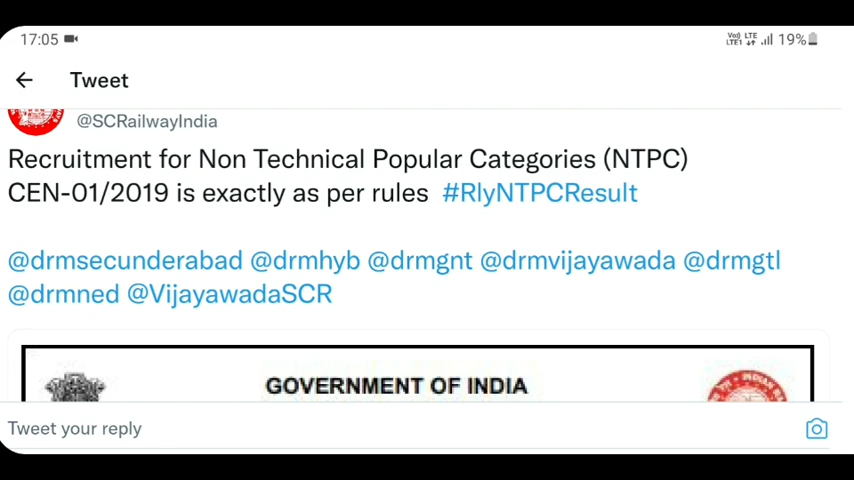 17:05
Vo) LTE
LTE1
19%
Tweet
@SCRailwayIndia
Recruitment for Non Technical Popular Categories (NTPC)
CEN-01/2019 is exactly as per rules #RlyNTPCResult
@drmsecunderabad @drmhyb @drmgnt @drmvijayawada @drmgtl
@drmned @VijayawadaSCR
GOVERNMENT OF INDIA
Tweet your reply